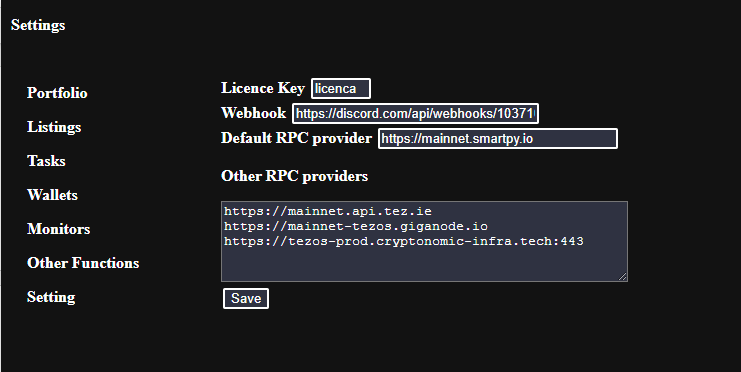 Settings
Portfolio
Listings
Tasks
Wallets
Monitors
Other Functions
Setting
Licence Key licenca
Webhook https://discord.com/api/webhooks/10371
Default RPC provider https://mainnet.smartpy.io
Other RPC providers
https://mainnet.api.tez.ie
https://mainnet-tezos.giganode.io
https://tezos-prod.cryptonomic-infra.tech:443
Save